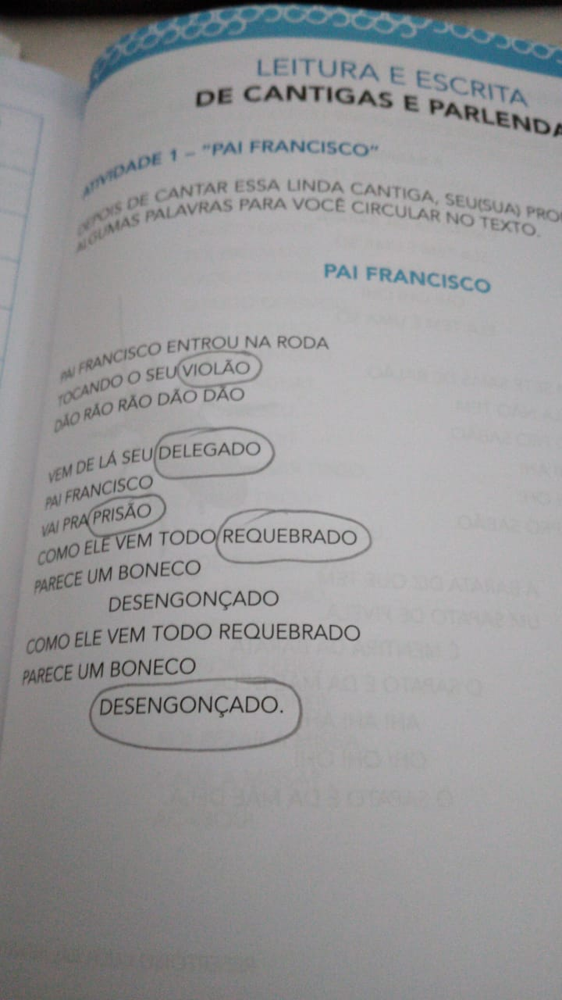 LEITURA E ESCRITA
DE CANTIGAS E PARLENDA
ATIVIDADE 1 – "PAI FRANCISCO"
DEPOIS DE CANTAR ESSA LINDA CANTIGA, SEU(SUA) PRO
ALGUMAS PALAVRAS PARA VOCÊ CIRCULAR NO TEXTO.
PAI FRANCISCO
PAI FRANCISCO ENTROU NA RODA
TOCANDO O SEU VIOLÃO
DÃO RÃO RÃO DÃO DÃO
VEM DE LÁ SEU DELEGADO
PAI FRANCISCO
VAI PRA PRISÃO
COMO ELE VEM TODO REQUEBRADO
PARECE UM BONECO
DESENGONÇADO
COMO ELE VEM TODO REQUEBRADO
PARECE UM BONECO
DESENGONÇADO.